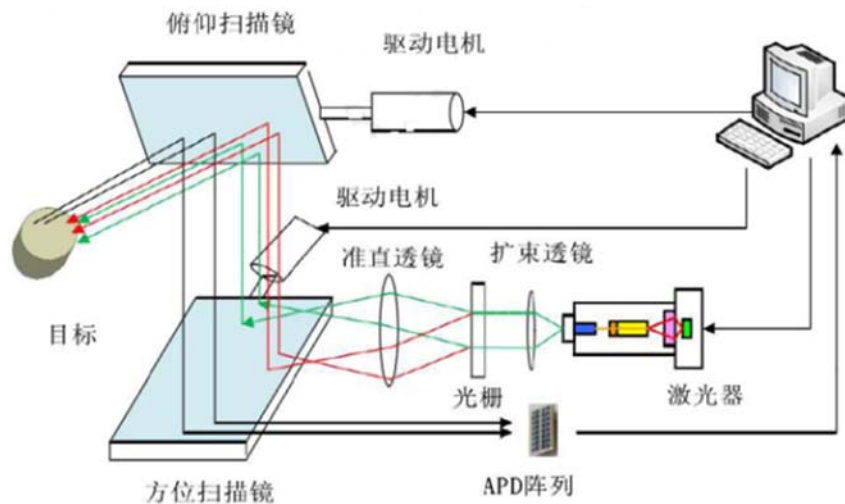 俯仰扫描镜
驱动电机
驱动电机
准直透镜
扩束透镜
目标
光栅
激光器
方位扫描镜
APD阵列